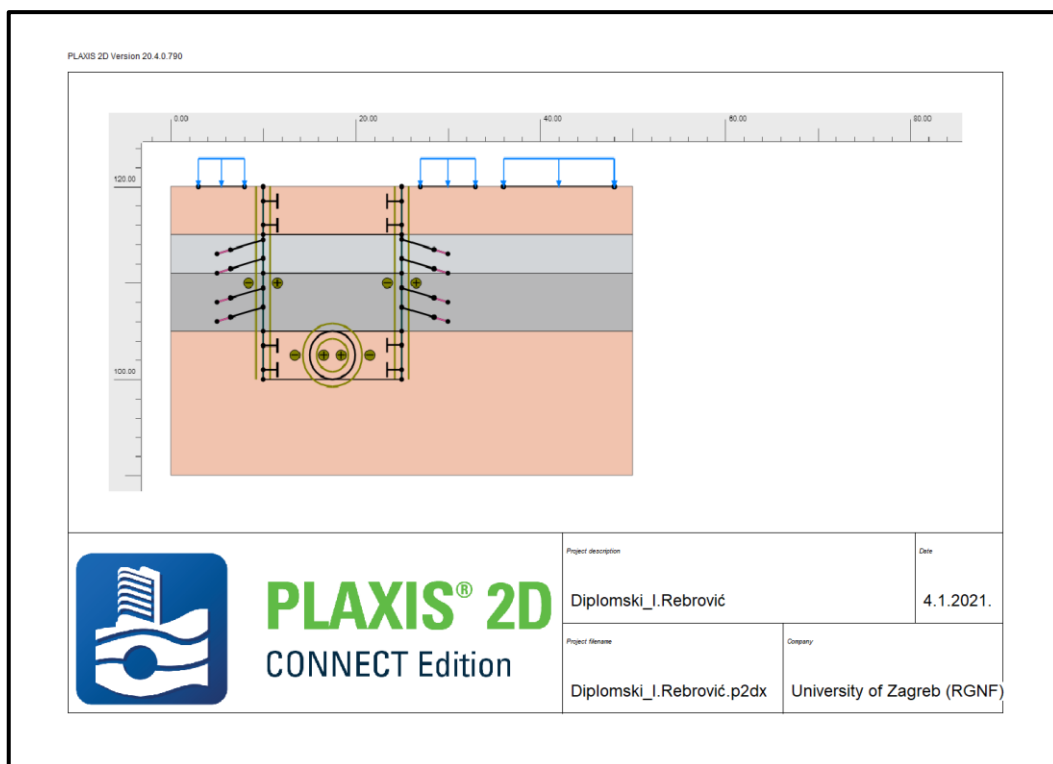 PLAXIS 2D Version 20.4.0.790
0.00 20.00 40.00 60.00 80.00
120.00
100.00
PLAXIS® 2D
CONNECT Edition
Project description
Diplomski_I.Rebrović
Date
4.1.2021.
Project filename
Diplomski_I.Rebrović.p2dx
Company
University of Zagreb (RGNF)